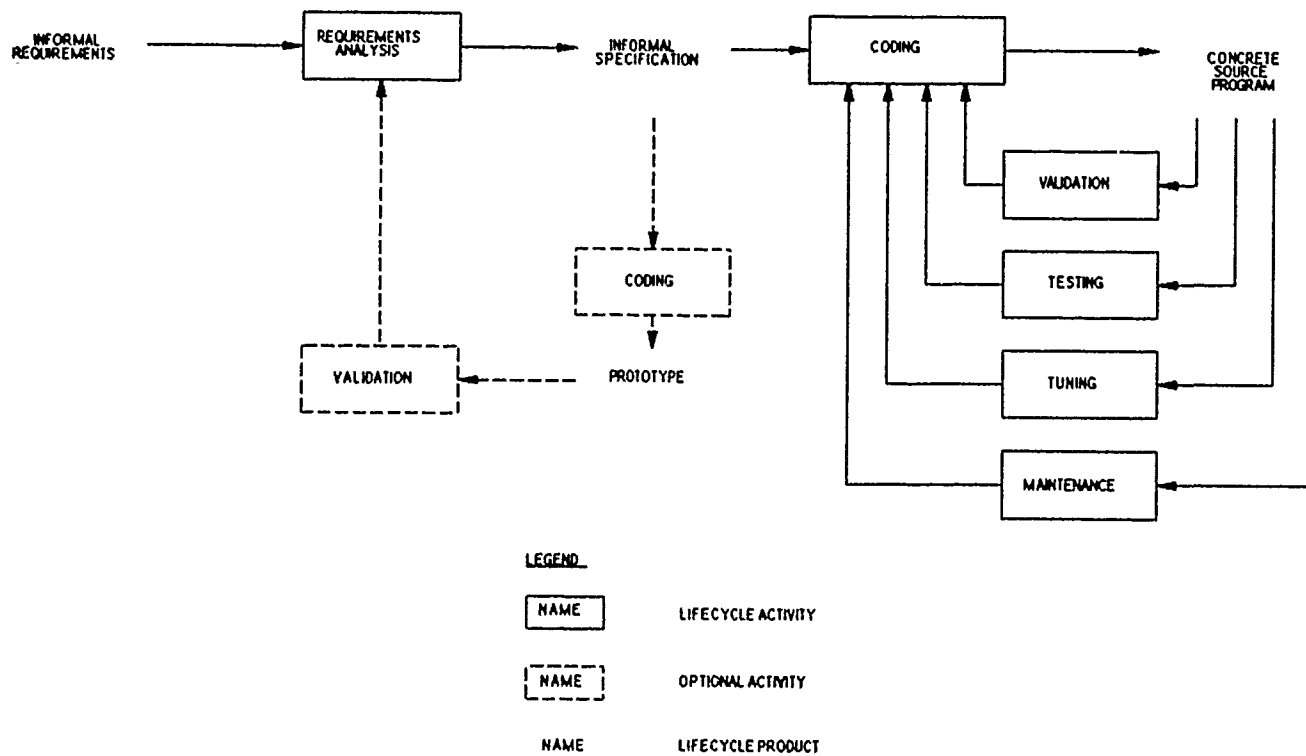 INFORMAL
REQUIREMENTS
REQUIREMENTS
ANALYSIS
INFORMAL
SPECIFICATION
CODING
CONCRETE
SOURCE
PROGRAM
VALIDATION
TESTING
TUNING
MAINTENANCE
CODING
PROTOTYPE
VALIDATION
LEGEND
NAME LIFECYCLE ACTIVITY
NAME OPTIONAL ACTIVITY
NAME LIFECYCLE PRODUCT